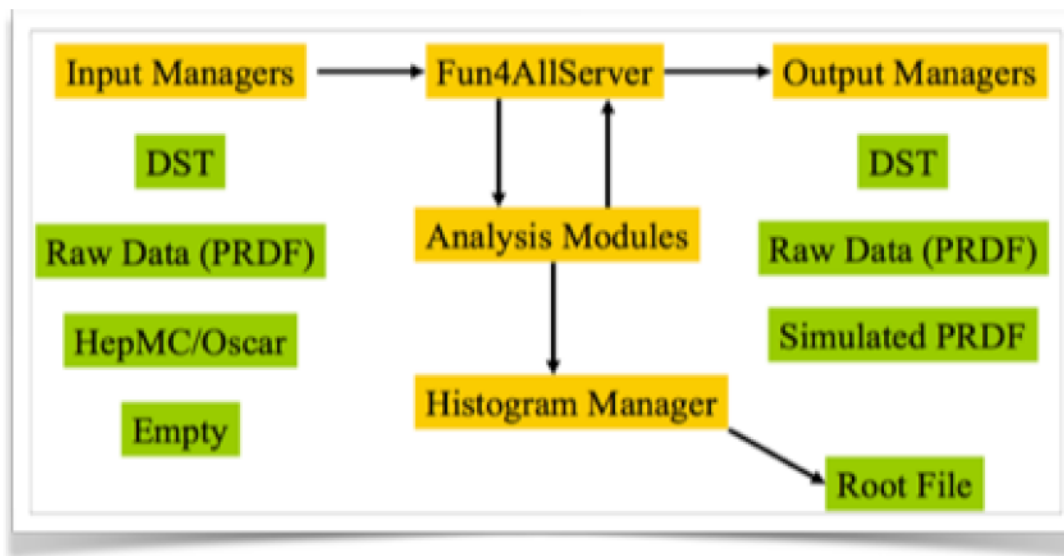 Input Managers
Fun4AllServer
Output Managers
DST
DST
Raw Data (PRDF)
Analysis Modules
Raw Data (PRDF)
HepMC/Oscar
Simulated PRDF
Empty
Histogram Manager
Root File